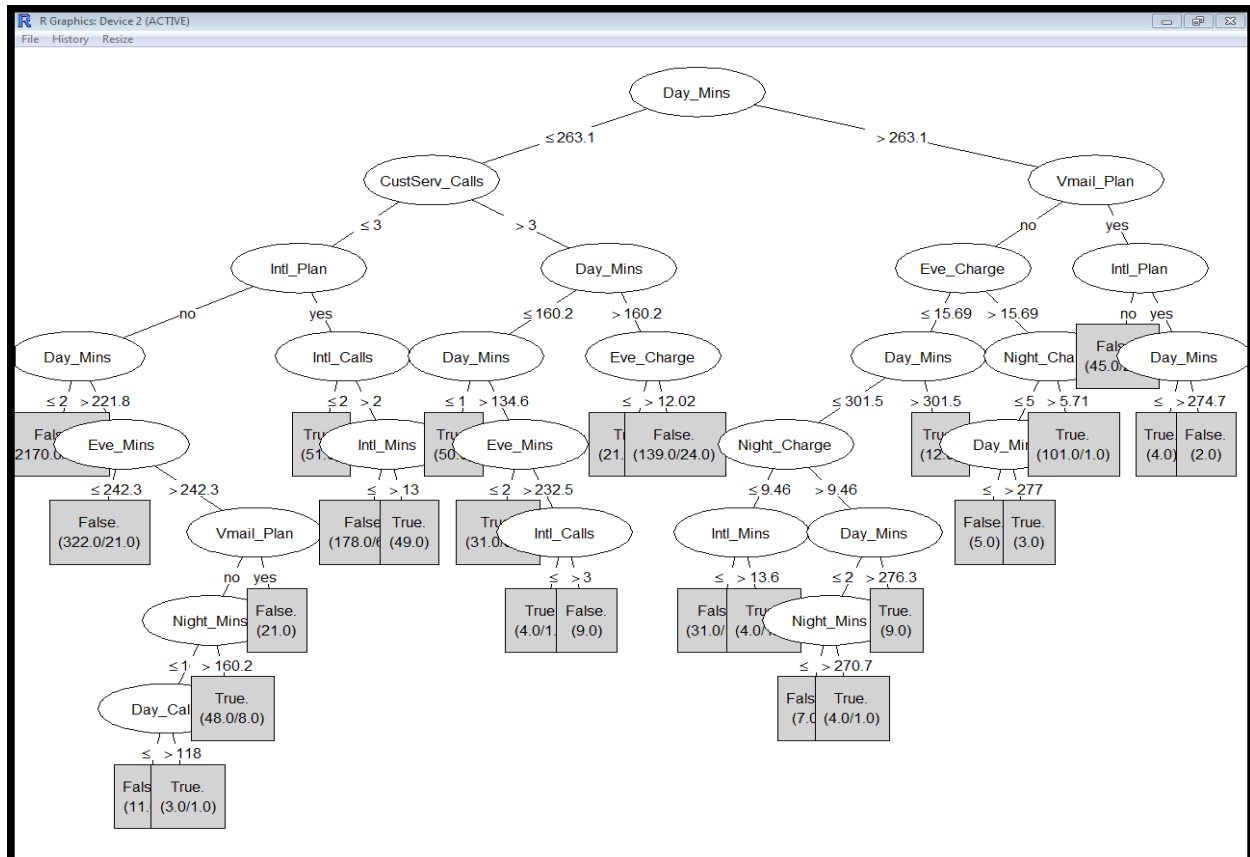 R Graphics: Device 2 (ACTIVE)
File History Resize
Day_Mins
≤263.1
> 263.1
CustServ_Calls
Vmail_Plan
≤ 3
> 3
no
yes
Intl_Plan
Day_Mins
Eve_Charge
Intl_Plan
no
yes
≤160.2
>160.2
≤ 15.69
> 15.69
no
yes
Day_Mins
Intl_Calls
Day_Mins
Eve_Charge
Day_Mins
Day_Mins
≤ 2
>221.8
≤2
> 2
≤ 1
>134.6
≤
> 12.02
≤ 301.5
> 301.5
≤5
> 5.71
≤
> 274.7
Eve_Mins
Intl_Mins
Eve_Mins
False.
(139.0/24.0)
Night_Charge
True.
(101.0/1.0)
True.
(4.0)
False.
(2.0)
≤ 242.3
>242.3
≤
> 13
≤ 2
>232.5
≤ 9.46
> 9.46
≤
> 277
False.
(322.0/21.0)
Vmail_Plan
True.
(49.0)
Intl_Calls
Intl_Mins
Day_Mins
False.
(5.0)
True.
(3.0)
no
yes
≤
> 3
≤
> 13.6
≤ 2
>276.3
Night_Mins
False.
(21.0)
False.
(9.0)
Night_Mins
True.
(9.0)
> 160.2
≤
>270.7
True.
(48.0/8.0)
True.
(4.0/1.0)
≤
>118
True.
(3.0/1.0)